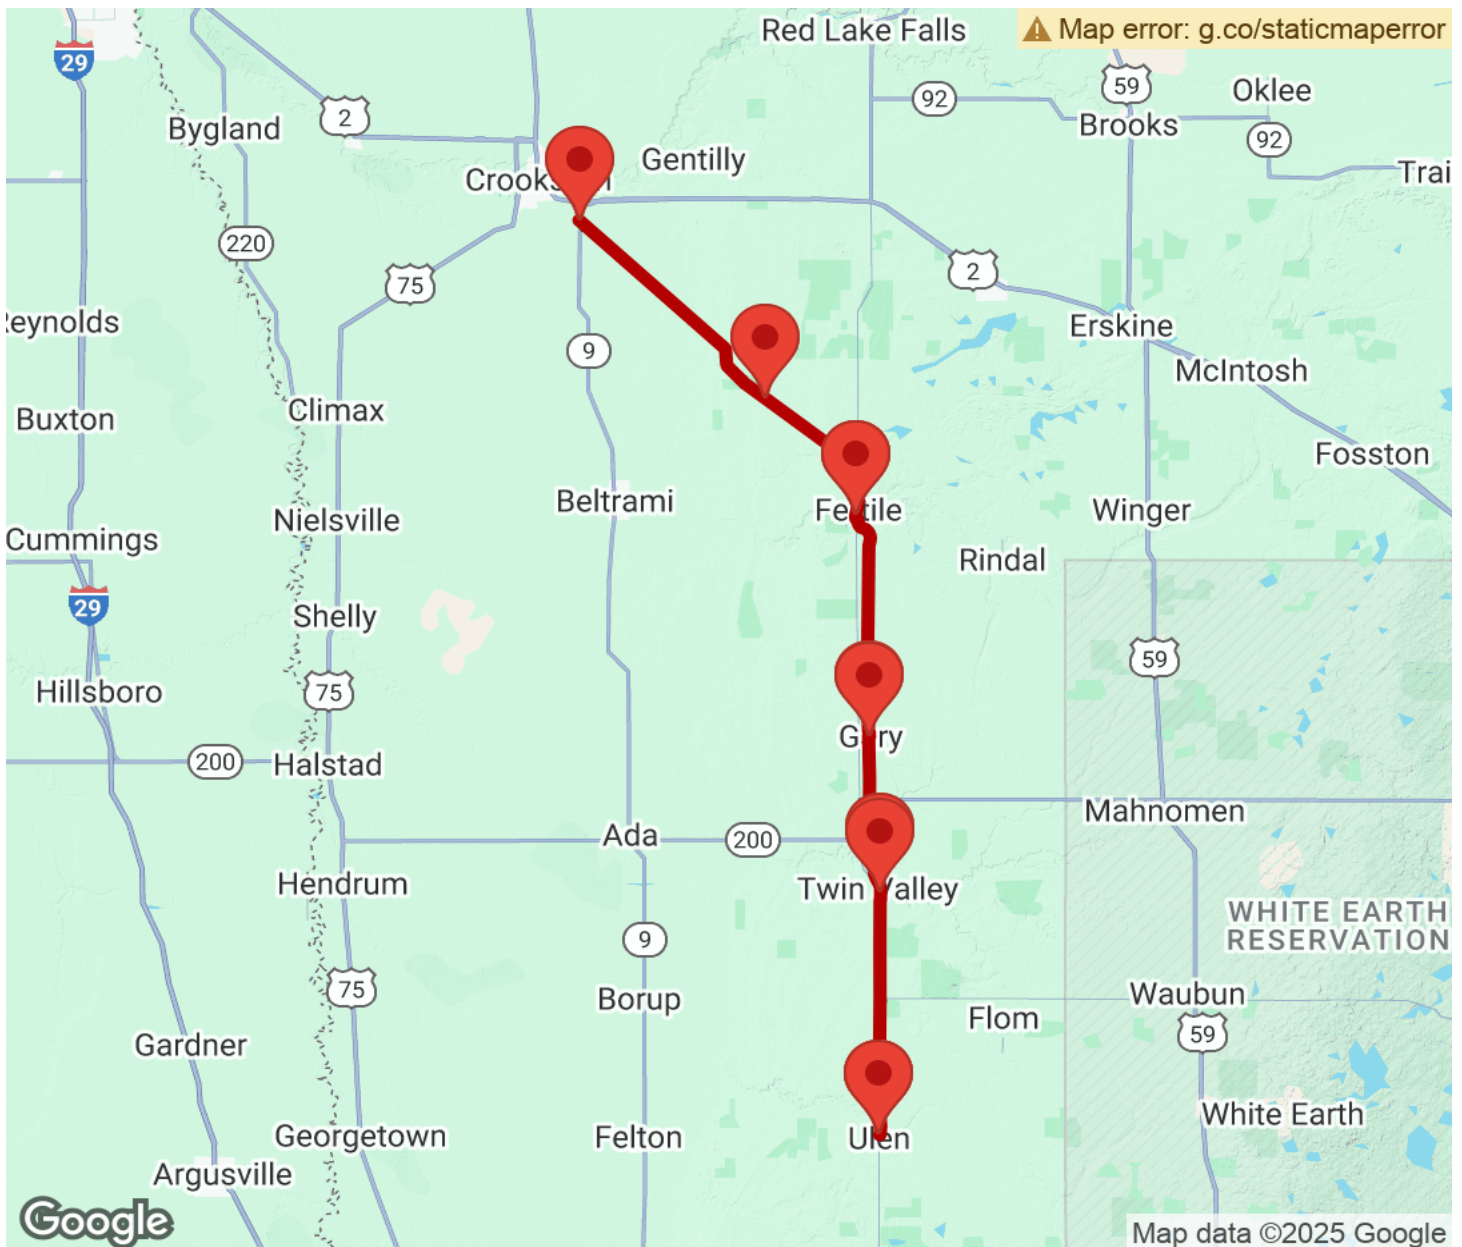 Red Lake Falls
Map error: g.co/staticmaperror
29
59
Oklee
92
2
Bygland
Brooks
92
Gentilly
Trai
220
2
75
eynolds
Erskine
9
McIntosh
Climax
Buxton
Fosston
Beltrami
Winger
Nielsville
Cummings
Rindal
29
Shelly
59
Hillsboro
75
200
Halstad
Mahnomen
Ada
200
Hendrum
WHITE EARTH
RESERVATION
9
75
Borup
Waubun
Flom
59
Gardner
White Earth
Georgetown
Felton
Argusville
Google
Map data ©2025 Google